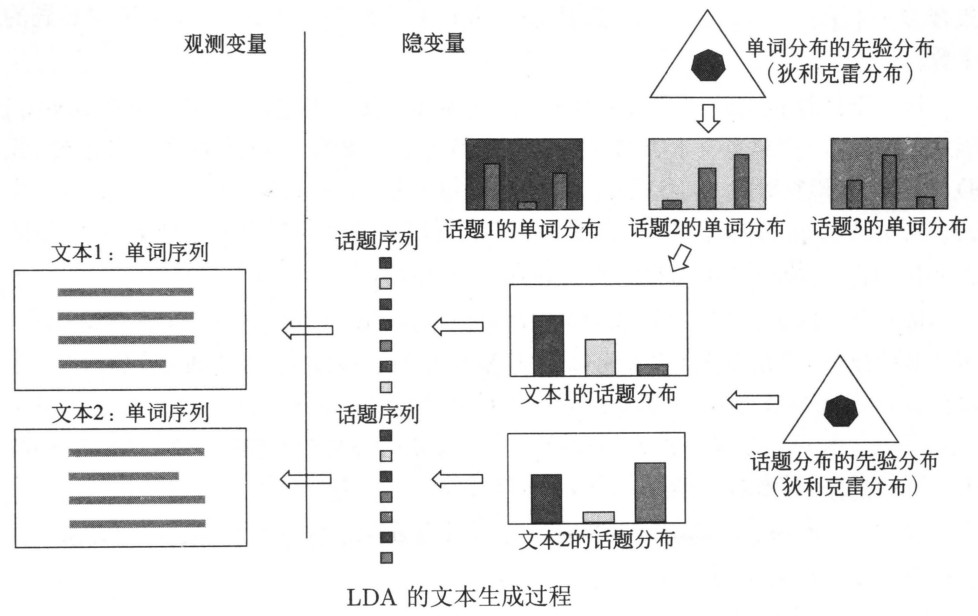 观测变量
隐变量
单词分布的先验分布
（狄利克雷分布）
话题1的单词分布
话题2的单词分布
话题3的单词分布
文本1：单词序列
话题序列
文本1的话题分布
文本2：单词序列
话题序列
话题分布的先验分布
（狄利克雷分布）
文本2的话题分布
LDA 的文本生成过程